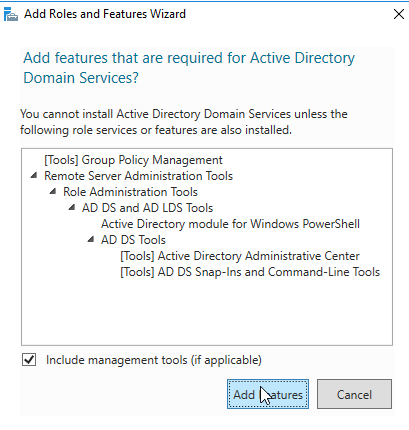 Add Roles and Features Wizard
Add features that are required for Active Directory
Domain Services?
You cannot install Active Directory Domain Services unless the
following role services or features are also installed.
[Tools] Group Policy Management
Remote Server Administration Tools
Role Administration Tools
AD DS and AD LDS Tools
Active Directory module for Windows PowerShell
AD DS Tools
[Tools] Active Directory Administrative Center
[Tools] AD DS Snap-Ins and Command-Line Tools
Include management tools (if applicable)
Add Features
Cancel